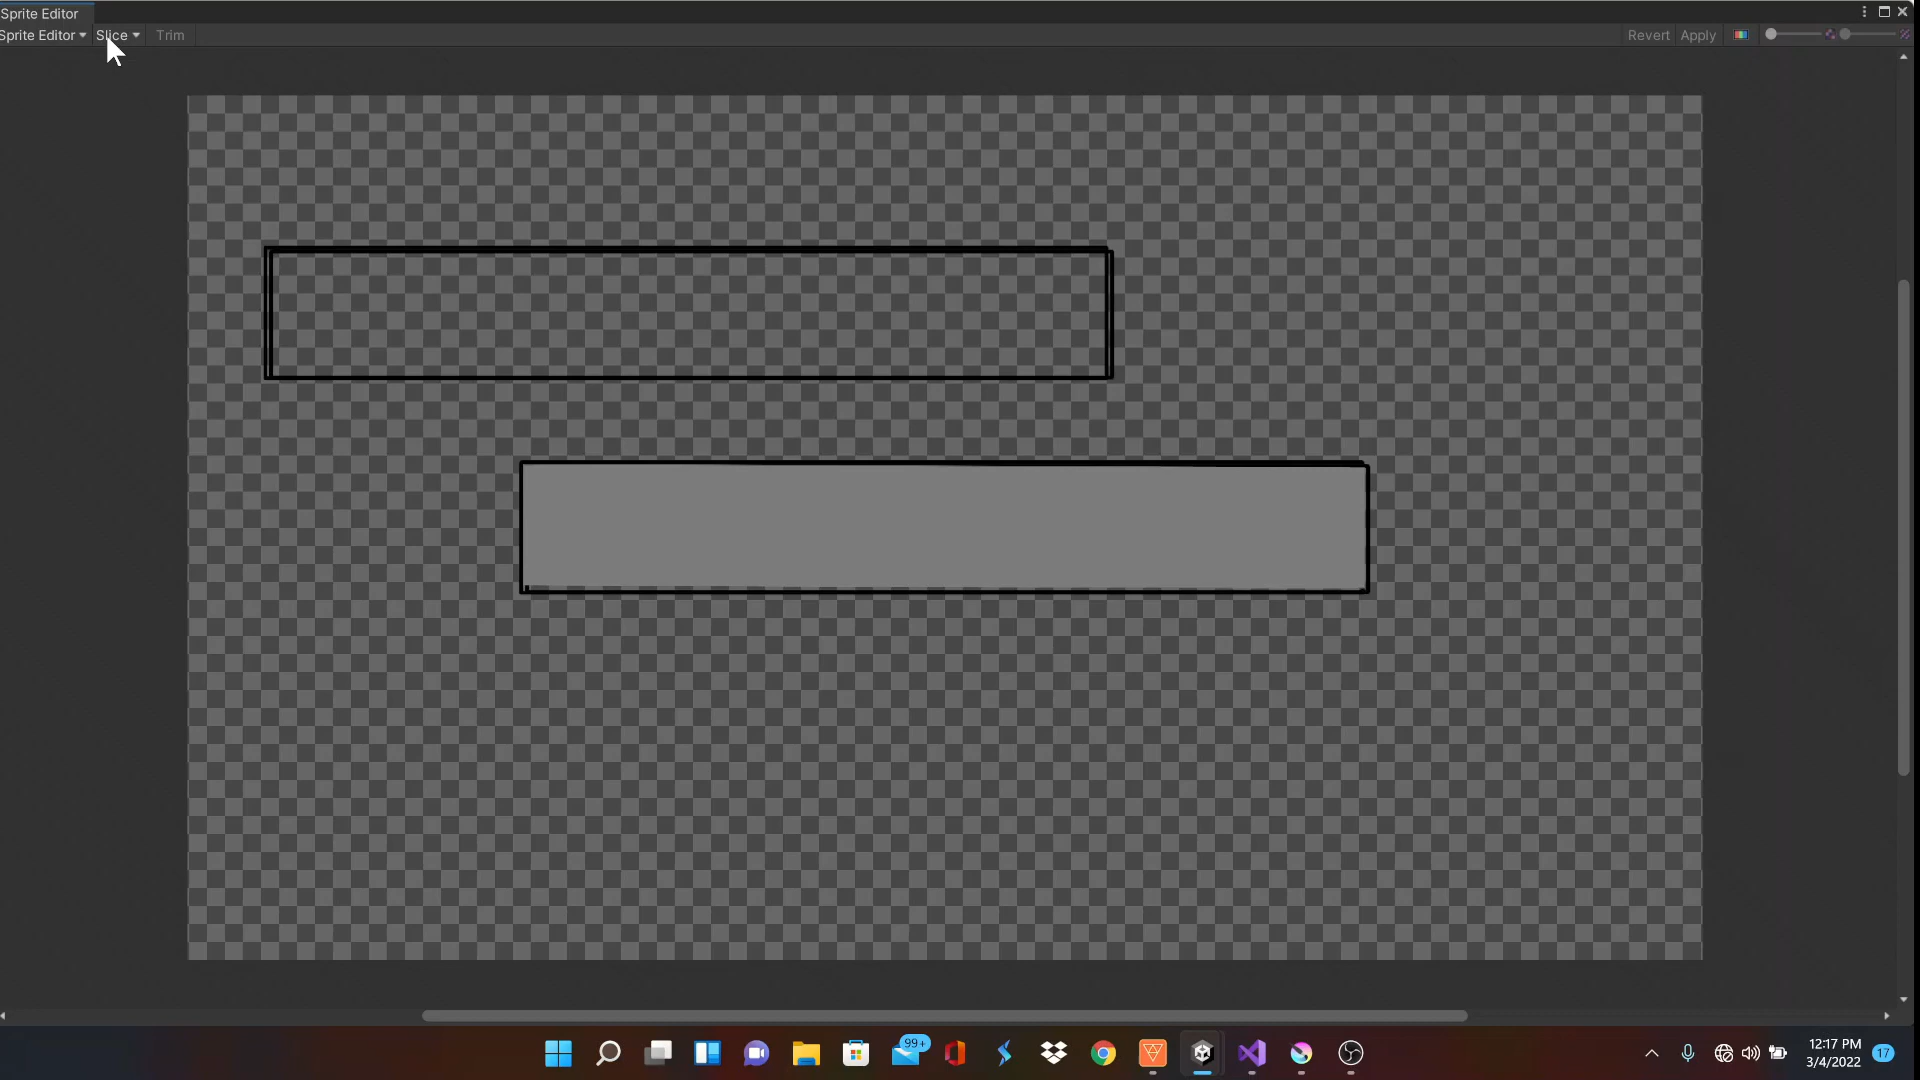 Sprite Editor
Sprite Editor Slice Trim Revert Apply
99+
12:17 PM
3/4/2022
17